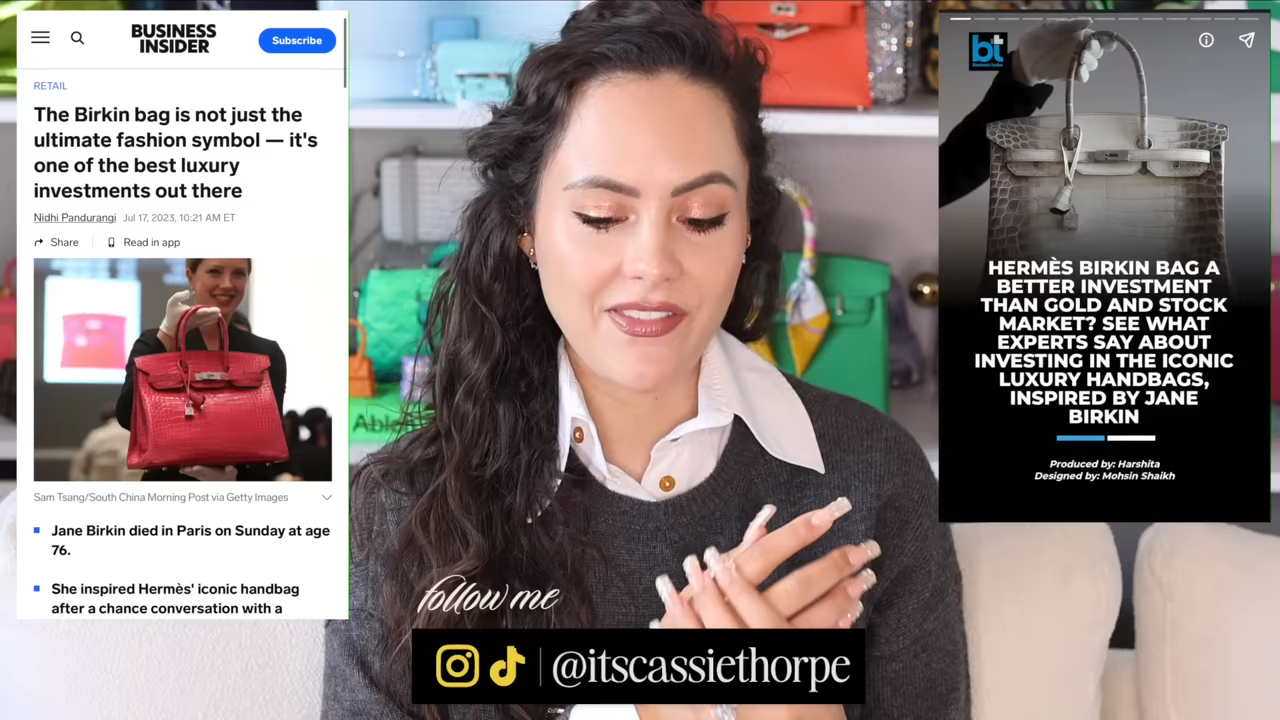 BUSINESS
INSIDER
Subscribe
RETAIL
The Birkin bag is not just the
ultimate fashion symbol — it's
one of the best luxury
investments out there
Nidhi Pandurangi Jul 17, 2023, 10:21 AM ET
Share Read in app
Sam Tsang/South China Morning Post via Getty Images
Jane Birkin died in Paris on Sunday at age
76.
She inspired Hermès' iconic handbag
after a chance conversation with a
bt
HERMÈS BIRKIN BAG A
BETTER INVESTMENT
THAN GOLD AND STOCK
MARKET? SEE WHAT
EXPERTS SAY ABOUT
INVESTING IN THE ICONIC
LUXURY HANDBAGS,
INSPIRED BY JANE
BIRKIN
Produced by: Harshita
Designed by: Mohsin Shaikh
follow me
@itscassiethorpe